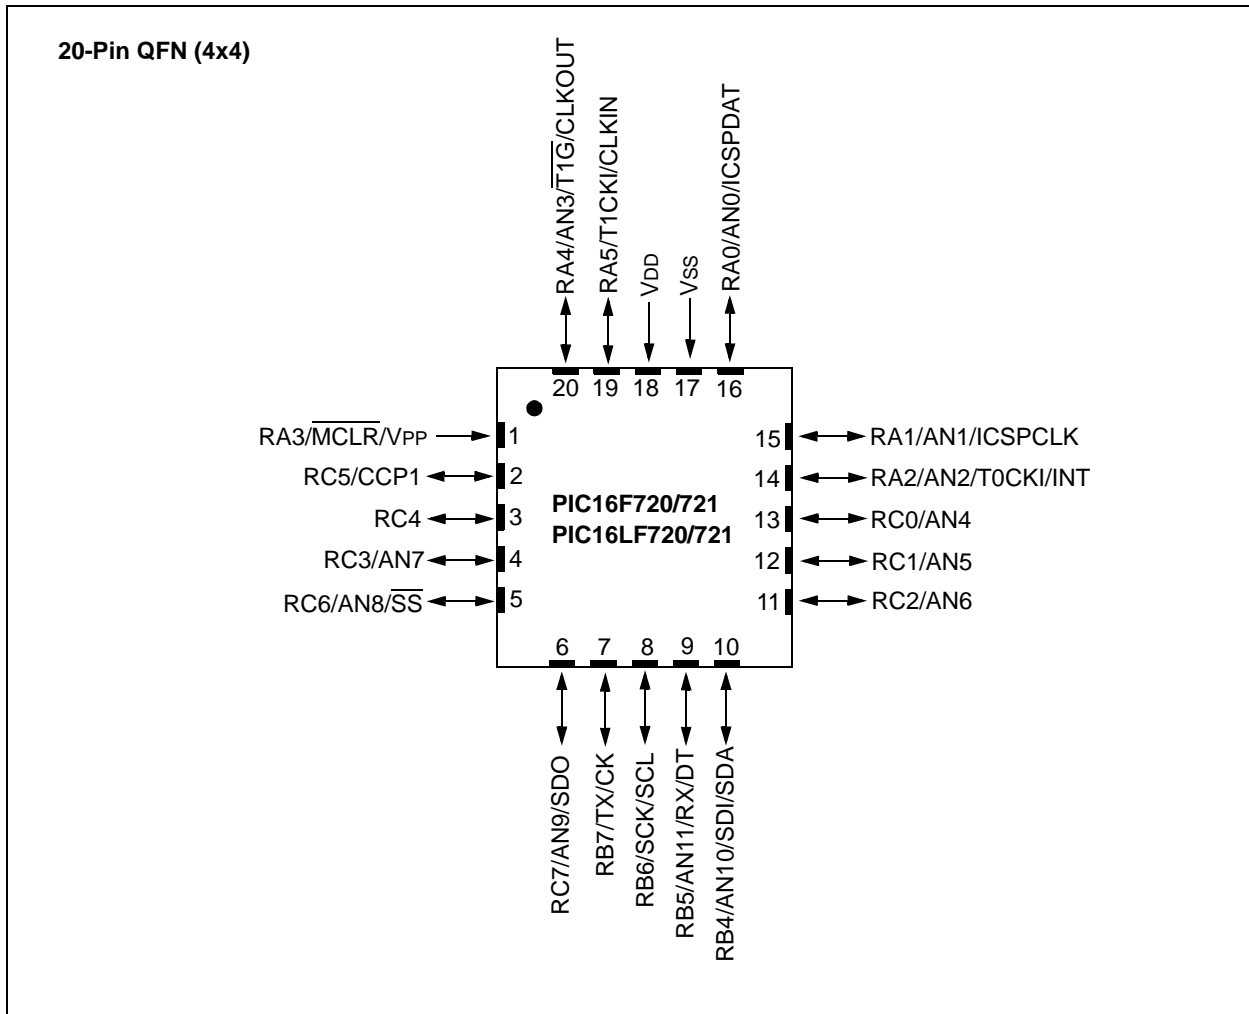 20-Pin QFN (4x4)
RA4/AN3/T1G/CLKOUT
RA5/T1CKI/CLKIN
VDD
VSS
RA0/AN0/ICSPDAT
20 19 18 17 16
RA3/MCLR/VPP 1
RC5/CCP1 2
RC4 3
RC3/AN7 4
RC6/AN8/SS 5
PIC16F720/721
PIC16LF720/721
15 RA1/AN1/ICSPCLK
14 RA2/AN2/T0CKI/INT
13 RC0/AN4
12 RC1/AN5
11 RC2/AN6
6 7 8 9 10
RC7/AN9/SDO
RB7/TX/CK
RB6/SCK/SCL
RB5/AN11/RX/DT
RB4/AN10/SDI/SDA